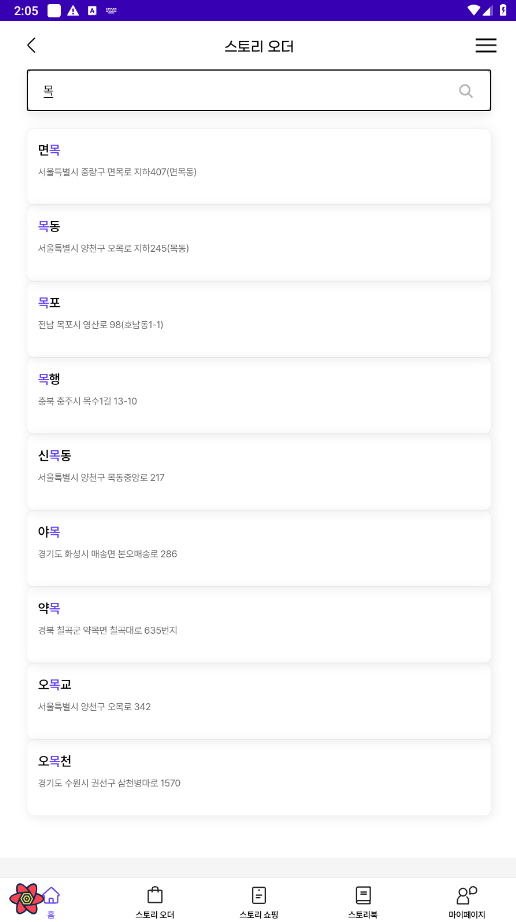 2:05
스토리 오더
목
면목
서울특별시 중랑구 면목로 지하407(면목동)
목동
서울특별시 양천구 오목로 지하245(목동)
목포
전남 목포시 영산로 98(호남동1-1)
목행
충북 충주시 목수1길 13-10
신목동
서울특별시 양천구 목동중앙로 217
야목
경기도 화성시 매송면 본오매송로 286
약목
경북 칠곡군 약목면 칠곡대로 635번지
오목교
서울특별시 양천구 오목로 342
오목천
경기도 수원시 권선구 삼천병마로 1570
홈
스토리 오더
스토리 쇼핑
스토리북
마이페이지